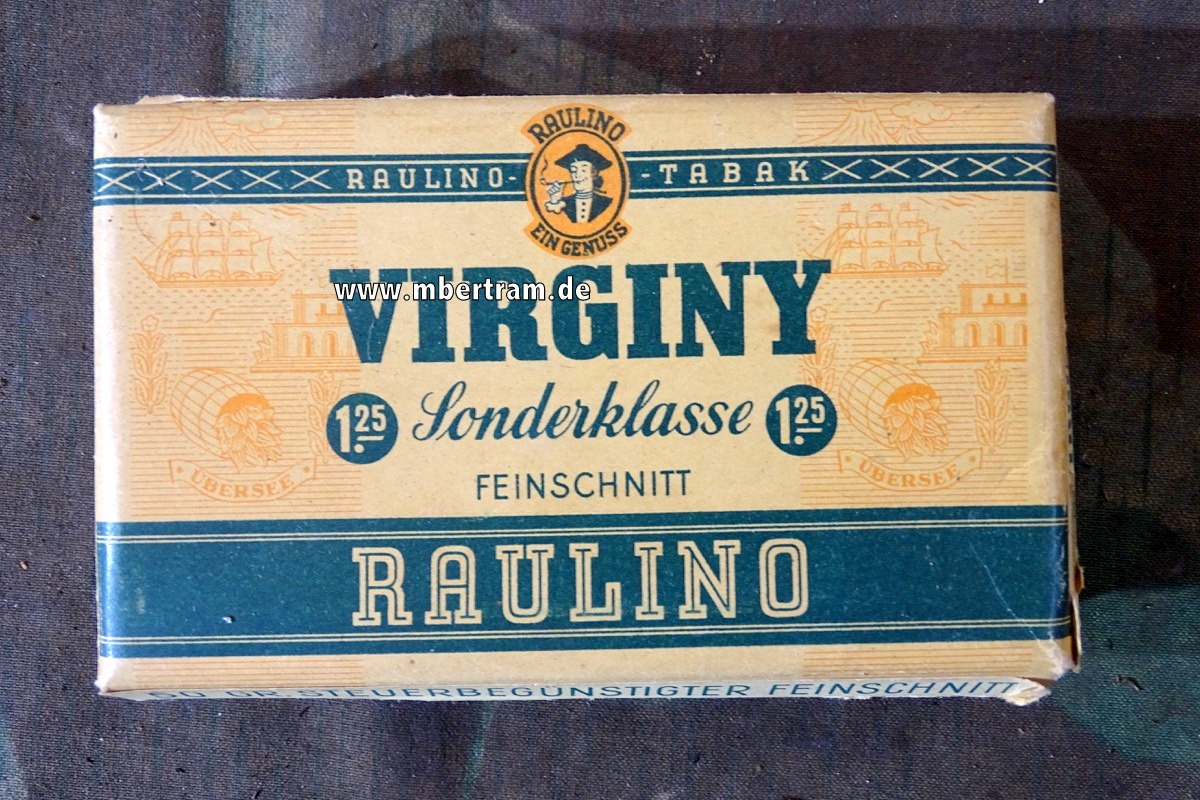 RAULINO
RAULINO- -TABAK
EIN GENUSS
VIRGINY
www.mbertram.de
1.25 Sonderklasse 1.25
FEINSCHNITT
ÜBERSEE ÜBERSEE
RAULINO
50 GR. STEUERBEGÜNSTIGTER FEINSCHNITT